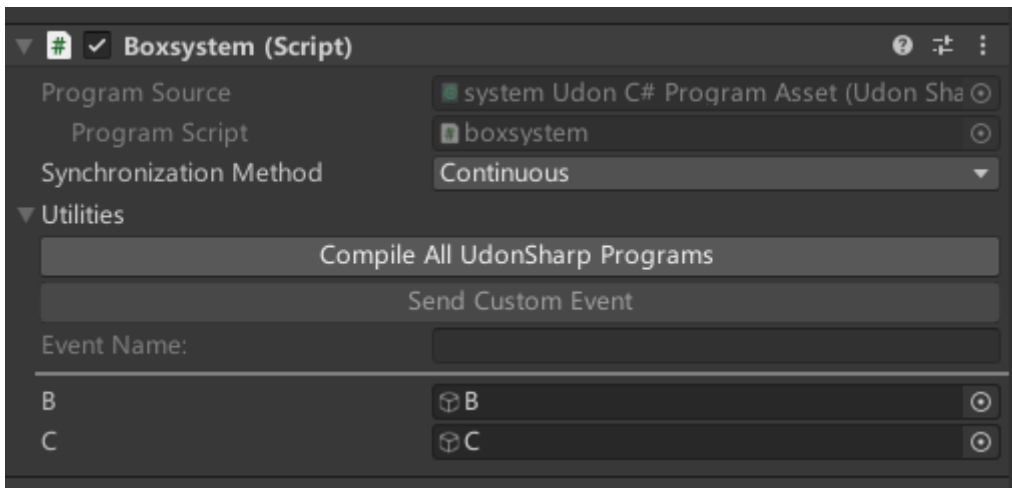 Boxsystem (Script)
Program Source system Udon C# Program Asset (Udon Sha
Program Script boxsystem
Synchronization Method Continuous
Utilities
Compile All UdonSharp Programs
Send Custom Event
Event Name:
B B
C C